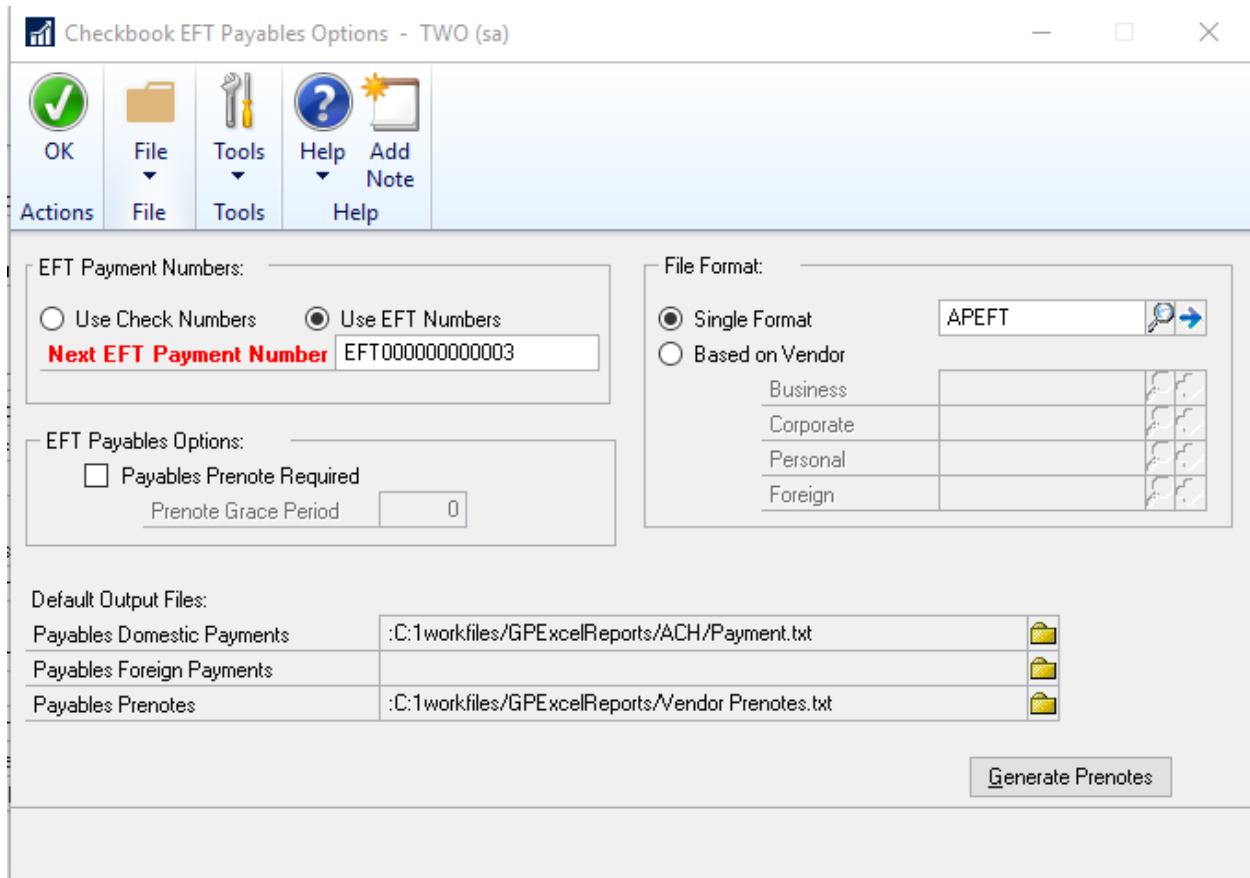 Checkbook EFT Payables Options - TWO (sa)
OK
File
Tools
Help
Add Note
Actions
File
Tools
Help
EFT Payment Numbers:
Use Check Numbers
Use EFT Numbers
Next EFT Payment Number EFT000000000003
EFT Payables Options:
Payables Prenote Required
Prenote Grace Period 0
File Format:
Single Format APEFT
Based on Vendor
Business
Corporate
Personal
Foreign
Default Output Files:
Payables Domestic Payments :C:1workfiles/GPExcelReports/ACH/Payment.txt
Payables Foreign Payments
Payables Prenotes :C:1workfiles/GPExcelReports/Vendor Prenotes.txt
Generate Prenotes